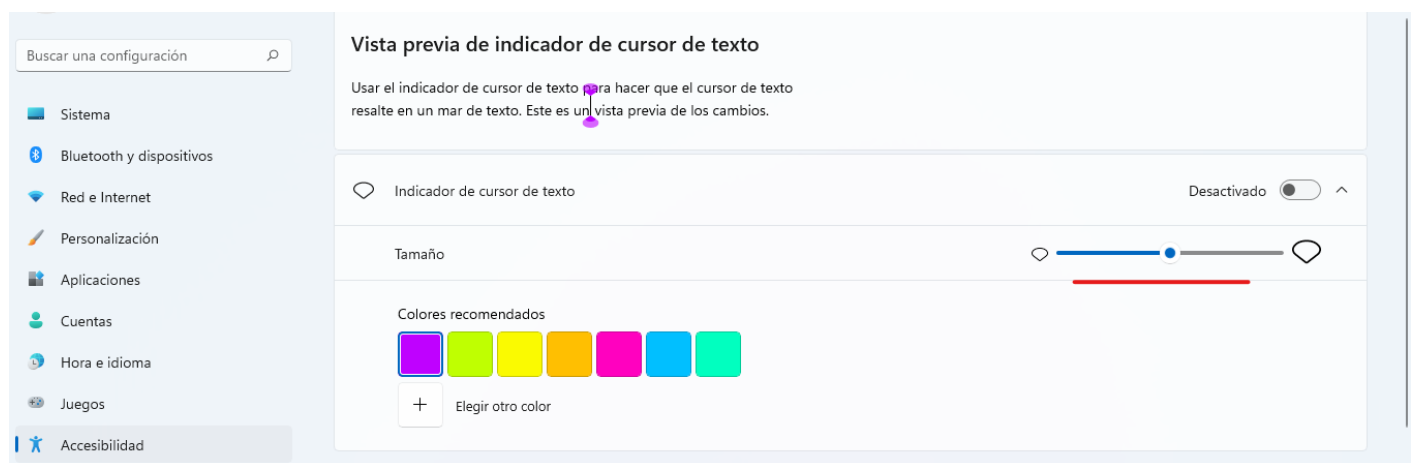 Buscar una configuración
Sistema
Bluetooth y dispositivos
Red e Internet
Personalización
Aplicaciones
Cuentas
Hora e idioma
Juegos
Accesibilidad
Vista previa de indicador de cursor de texto
Usar el indicador de cursor de texto para hacer que el cursor de texto
resalte en un mar de texto. Este es un vista previa de los cambios.
Indicador de cursor de texto
Desactivado
Tamaño
Colores recomendados
Elegir otro color